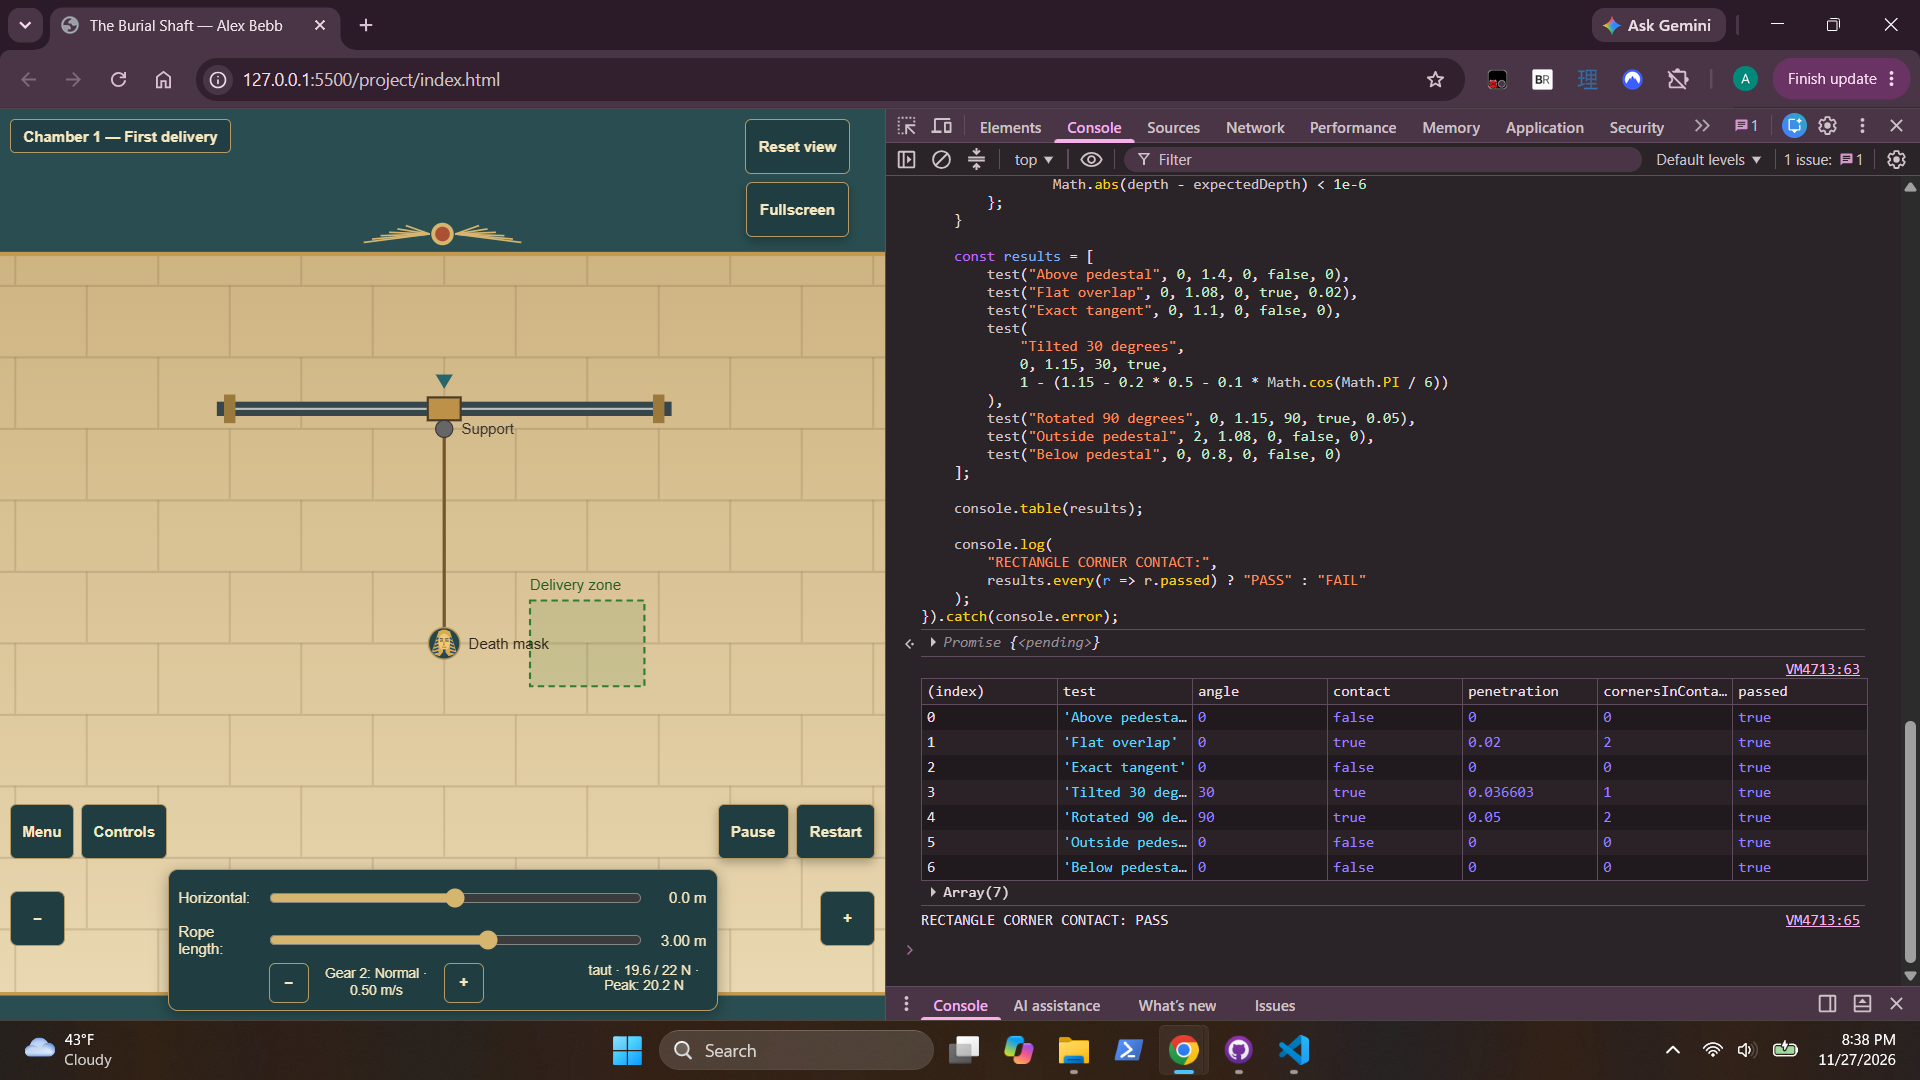 The Burial Shaft — Alex Bebb
Ask Gemini
127.0.0.1:5500/project/index.html
BR
理
A
Finish update
Chamber 1 — First delivery
Reset view
Fullscreen
Support
Delivery zone
Death mask
Menu
Controls
Pause
Restart
Horizontal:
0.0 m
Rope
length:
3.00 m
−
+
−
Gear 2: Normal ·
0.50 m/s
+
taut · 19.6 / 22 N ·
Peak: 20.2 N
Elements
Console
Sources
Network
Performance
Memory
Application
Security
1
top
Filter
Default levels
1 issue:
1
Math.abs(depth - expectedDepth) < 1e-6
};
}
const results = [
test("Above pedestal", 0, 1.4, 0, false, 0),
test("Flat overlap", 0, 1.08, 0, true, 0.02),
test("Exact tangent", 0, 1.1, 0, false, 0),
test(
"Tilted 30 degrees",
0, 1.15, 30, true,
1 - (1.15 - 0.2 * 0.5 - 0.1 * Math.cos(Math.PI / 6))
),
test("Rotated 90 degrees", 0, 1.15, 90, true, 0.05),
test("Outside pedestal", 2, 1.08, 0, false, 0),
test("Below pedestal", 0, 0.8, 0, false, 0)
];
console.table(results);
console.log(
"RECTANGLE CORNER CONTACT:",
results.every(r => r.passed) ? "PASS" : "FAIL"
);
}).catch(console.error);
Promise {<pending>}
VM4713:63
(index) test angle contact penetration cornersInConta… passed
0 'Above pedesta… 0 false 0 0 true
1 'Flat overlap' 0 true 0.02 2 true
2 'Exact tangent' 0 false 0 0 true
3 'Tilted 30 deg… 30 true 0.036603 1 true
4 'Rotated 90 de… 90 true 0.05 2 true
5 'Outside pedes… 0 false 0 0 true
6 'Below pedesta… 0 false 0 0 true
Array(7)
RECTANGLE CORNER CONTACT: PASS
VM4713:65
Console
AI assistance
What's new
Issues
43°F
Cloudy
Search
8:38 PM
11/27/2026